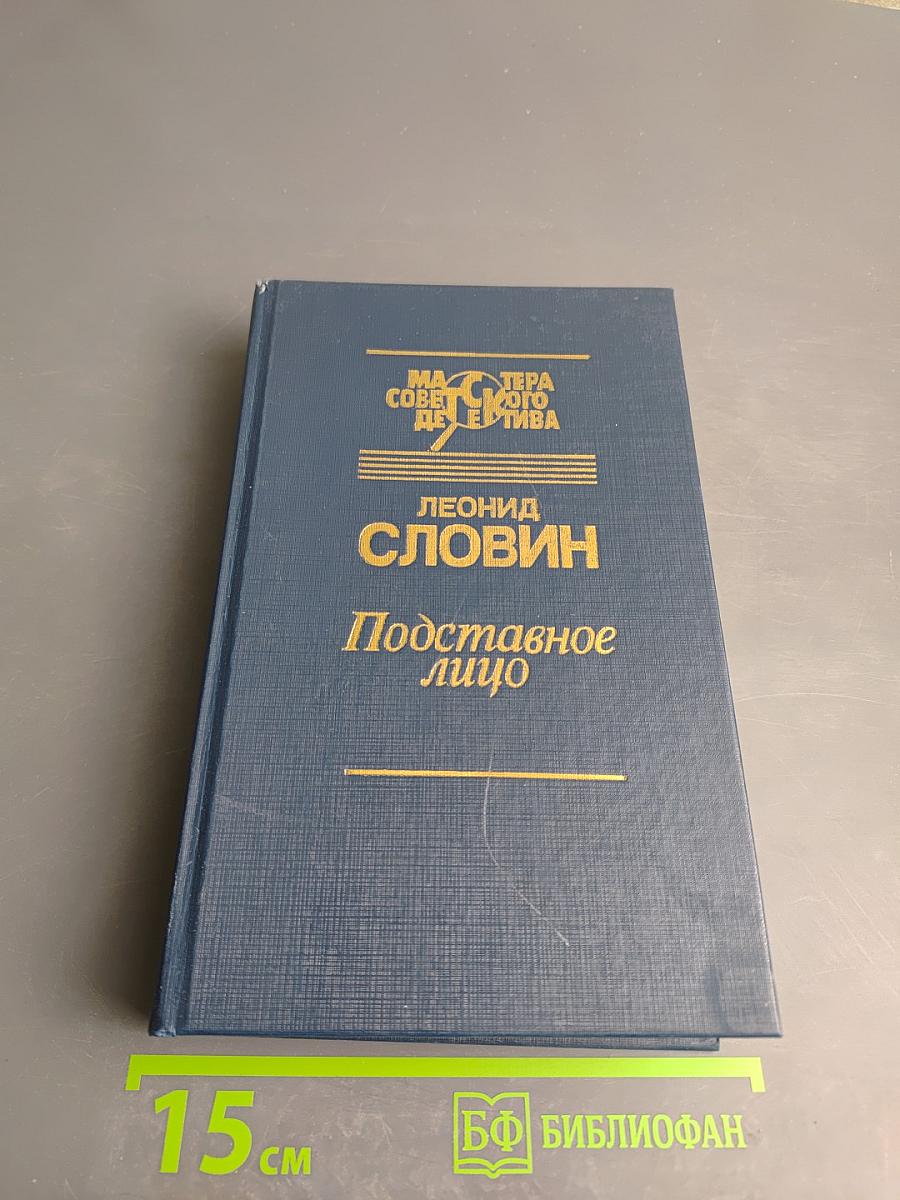 МАСТЕРА
СОВЕТСКОГО
ДЕТЕКТИВА
ЛЕОНИД
СЛОВИН
Подставное
лицо
15 см
БФ БИБЛИОФАН